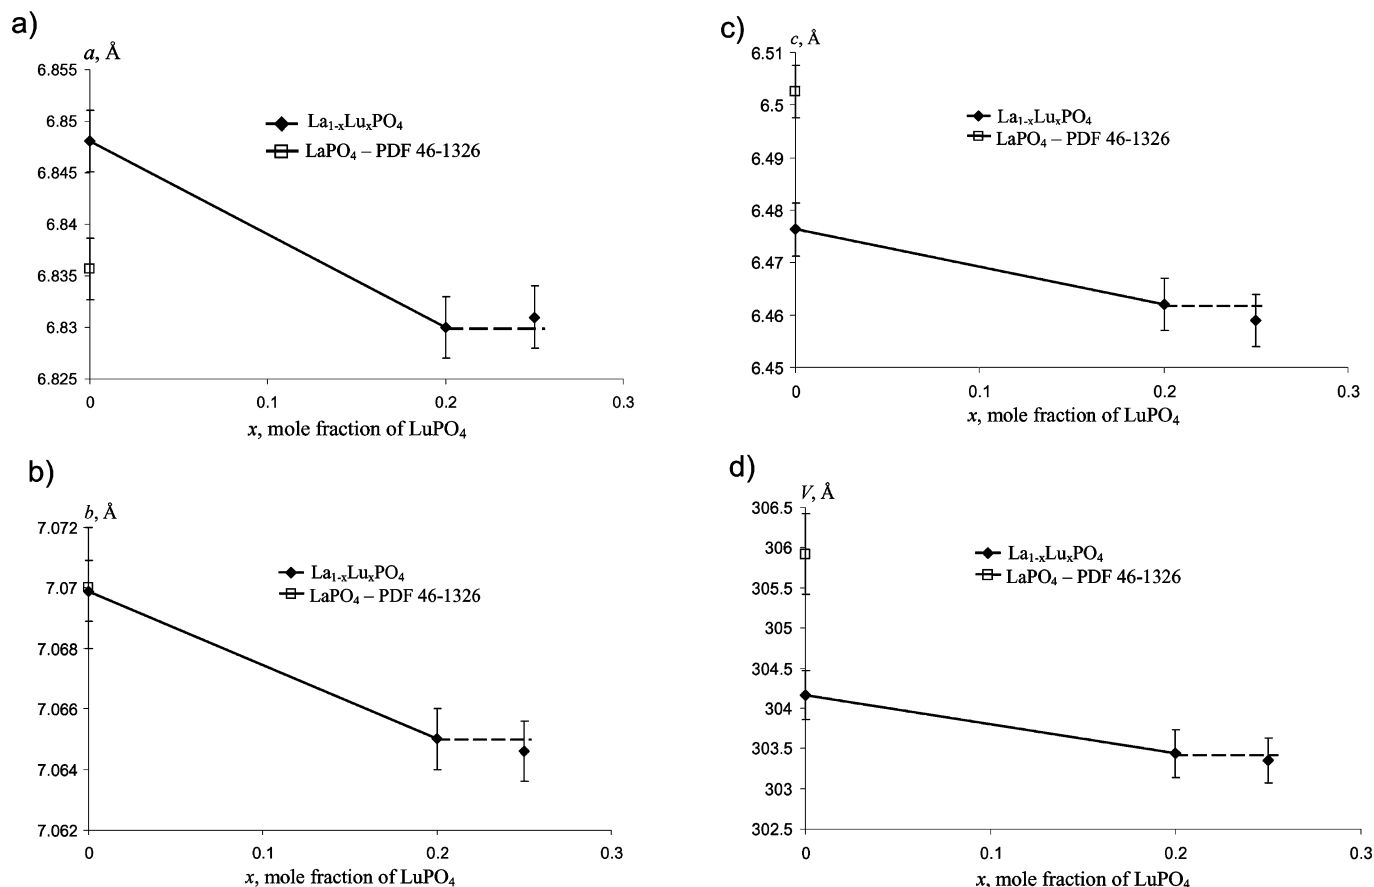 a)
a, Å
6.855
6.85
6.845
6.84
6.835
6.83
6.825
La1-xLuxPO4
LaPO4 – PDF 46-1326
0 0.1 0.2 0.3
x, mole fraction of LuPO4
c)
c, Å
6.51
6.5
6.49
6.48
6.47
6.46
6.45
La1-xLuxPO4
LaPO4 – PDF 46-1326
0 0.1 0.2 0.3
x, mole fraction of LuPO4
b)
b, Å
7.072
7.07
7.068
7.066
7.064
7.062
La1-xLuxPO4
LaPO4 – PDF 46-1326
0 0.1 0.2 0.3
x, mole fraction of LuPO4
d)
V, Å
306.5
306
305.5
305
304.5
304
303.5
303
302.5
La1-xLuxPO4
LaPO4 – PDF 46-1326
0 0.1 0.2 0.3
x, mole fraction of LuPO4